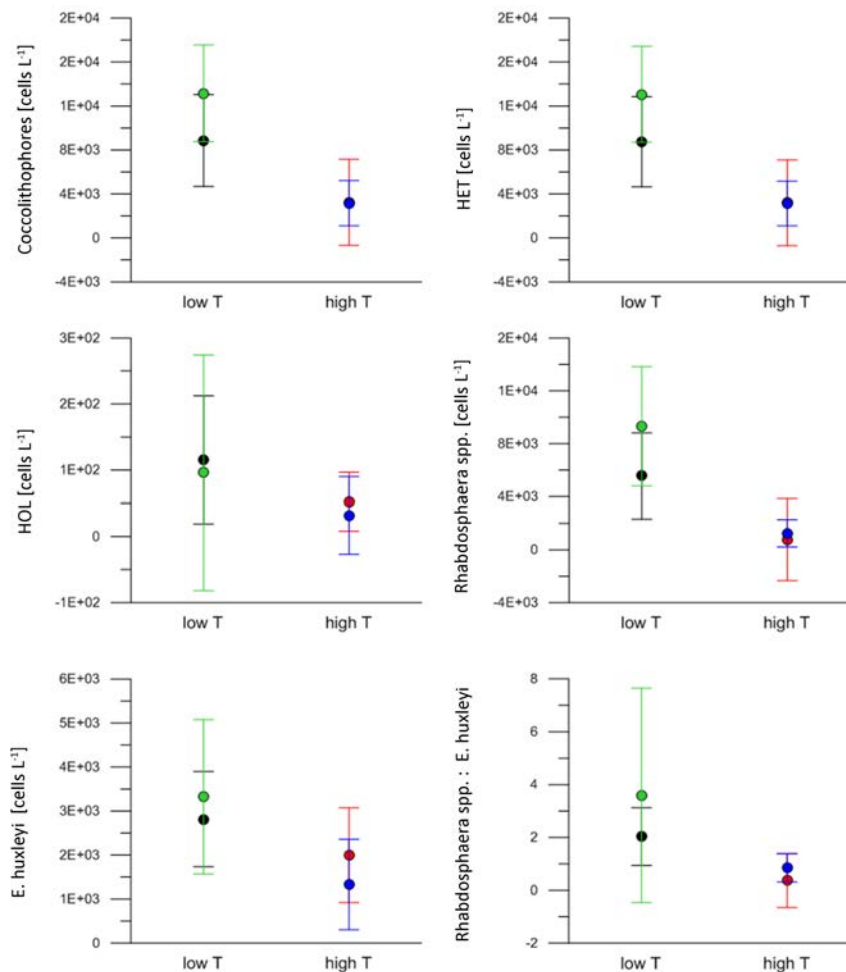 Coccolithophores [cells L⁻¹]
2E+04
2E+04
1E+04
8E+03
4E+03
0
-4E+03
low T
high T
HET [cells L⁻¹]
2E+04
2E+04
1E+04
8E+03
4E+03
0
-4E+03
low T
high T
HOL [cells L⁻¹]
3E+02
2E+02
1E+02
0
-1E+02
low T
high T
Rhabdosphaera spp. [cells L⁻¹]
2E+04
1E+04
8E+03
4E+03
0
-4E+03
low T
high T
E. huxleyi [cells L⁻¹]
6E+03
5E+03
4E+03
3E+03
2E+03
1E+03
0
low T
high T
Rhabdosphaera spp. : E. huxleyi
8
6
4
2
0
-2
low T
high T